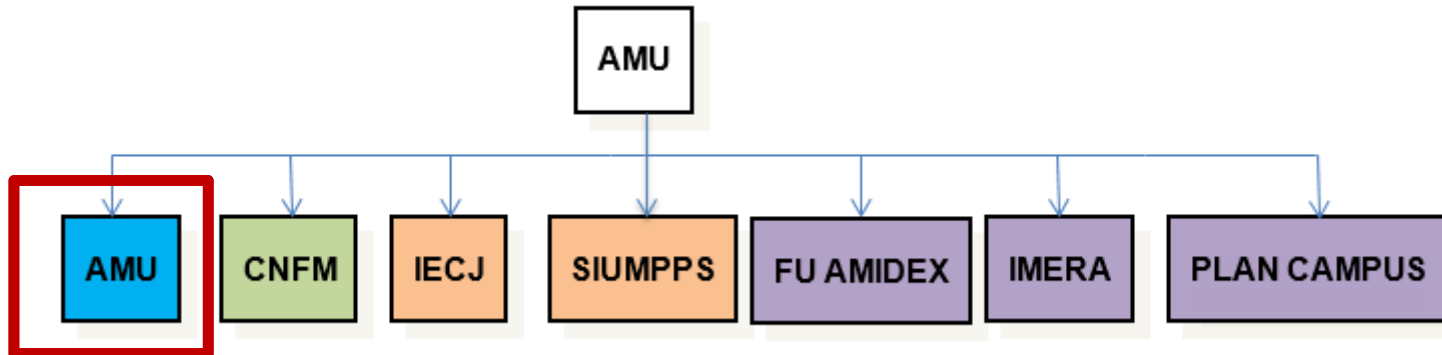 AMU
AMU
CNFM
IECJ
SIUMPPS
FU AMIDEX
IMERA
PLAN CAMPUS